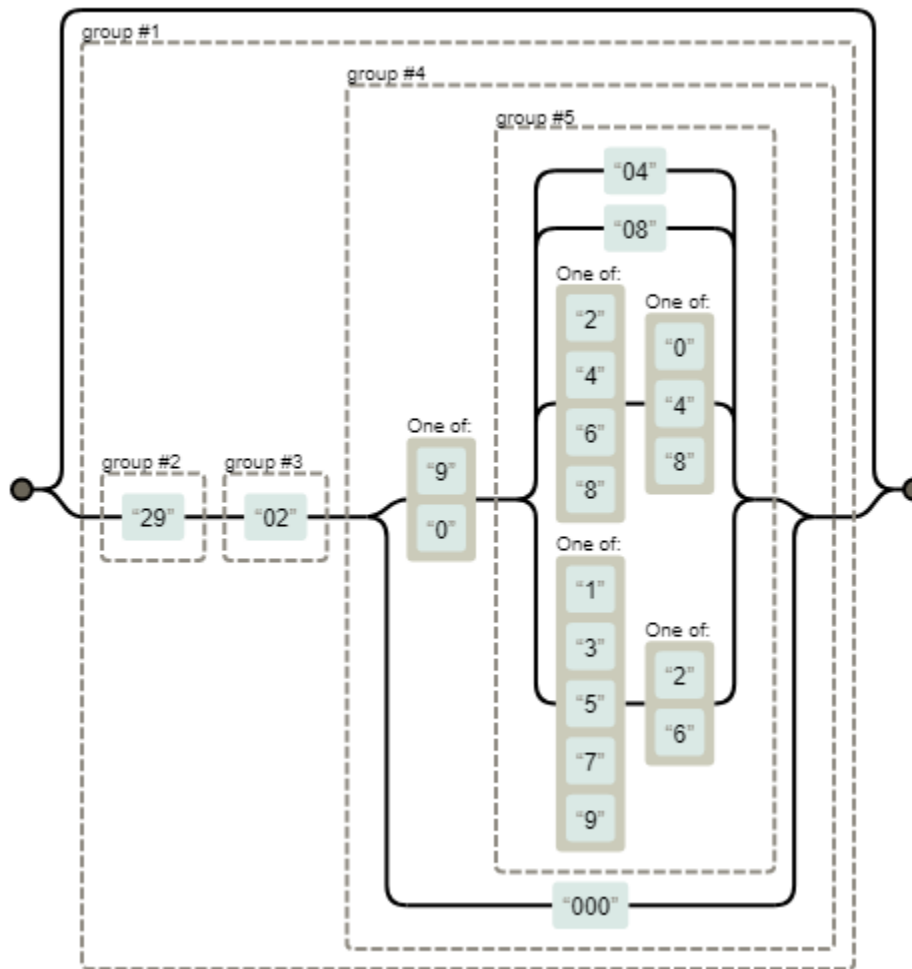 group #1
group #4
group #5
“04”
“08”
One of:
“2”
“4”
“6”
“8”
One of:
“0”
“4”
“8”
One of:
“9”
“0”
group #2
“29”
group #3
“02”
One of:
“1”
“3”
“5”
“7”
“9”
One of:
“2”
“6”
“000”